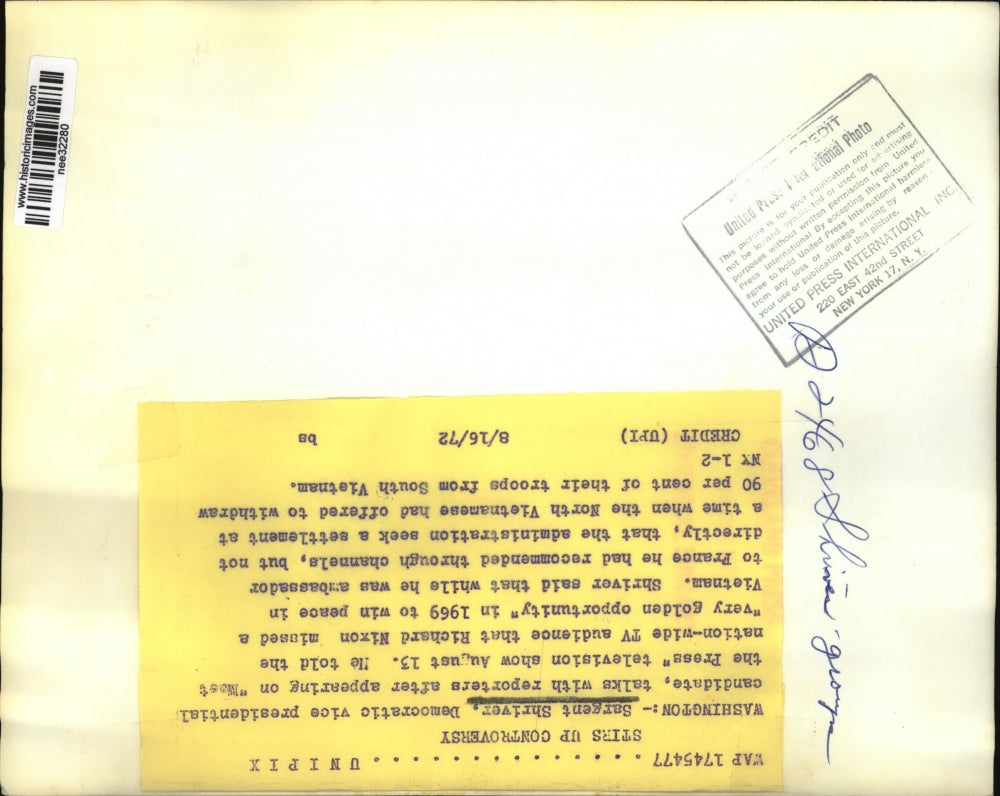 www.historicimages.com
nee32280
CREDIT
United Press International Photo
This picture is for your publication only and must
not be loaned, syndicated or used for advertising
purposes without written permission from United
Press International By accepting this picture you
agree to hold United Press International harmless
from any loss or damage arising by reason
your use or publication of this picture.
UNITED PRESS INTERNATIONAL INC.
220 EAST 42nd STREET
NEW YORK 17, N. Y.
2468 Shriver-groups
WAP 1745477 . . . . . . . . . . . . . . . . UNIPIX
STIRS UP CONTROVERSY
WASHINGTON:- Sargent Shriver, Democratic vice presidential
candidate, talks with reporters after appearing on "Meet
the Press" television show August 13. He told the
nation-wide TV audience that Richard Nixon missed a
"very golden opportunity" in 1969 to win peace in
Vietnam. Shriver said that while he was ambassador
to France he had recommended through channels, but not
directly, that the administration seek a settlement at
a time when the North Vietnamese had offered to withdraw
90 per cent of their troops from South Vietnam.
NY 1-2
CREDIT (UPI) 8/16/72 bs